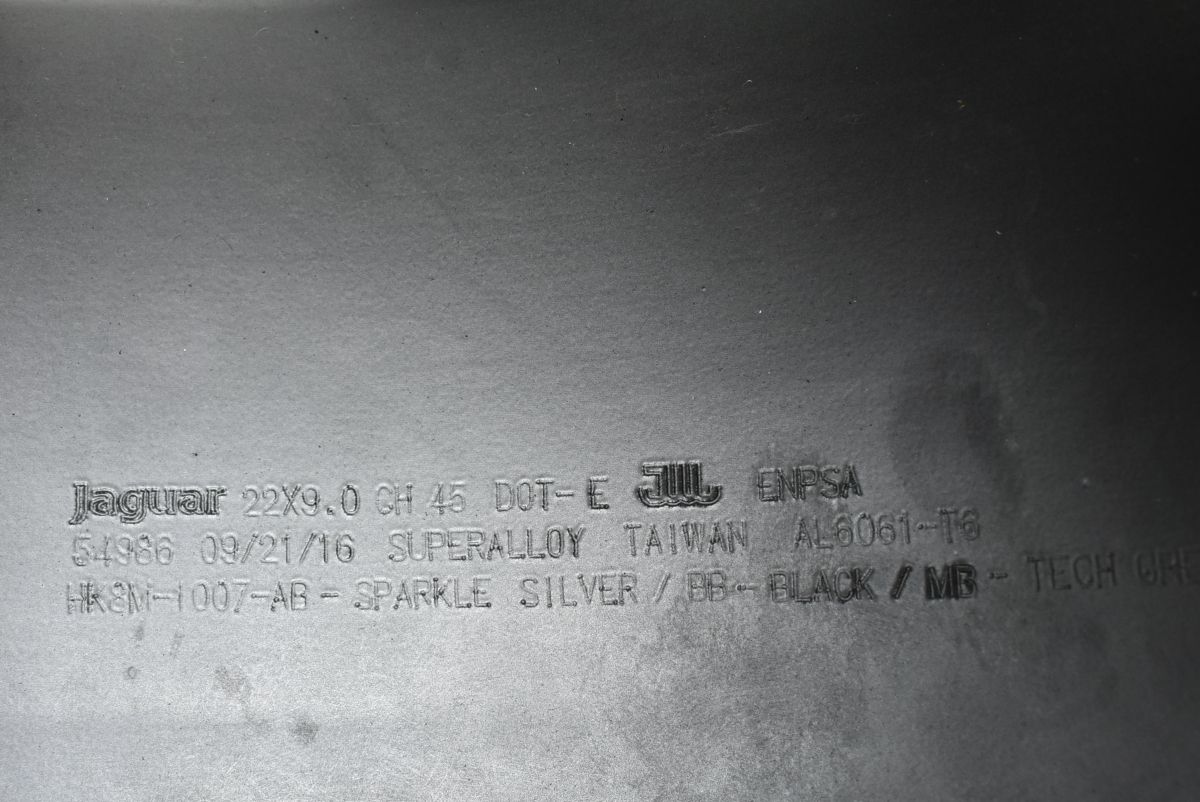 Jaguar 22X9.0 CH 45 DOT-E JWL ENPSA
54986 09/21/16 SUPERALLOY TAIWAN AL6061-T6
HK8M-1007-AB - SPARKLE SILVER / BB - BLACK / MB - TECH